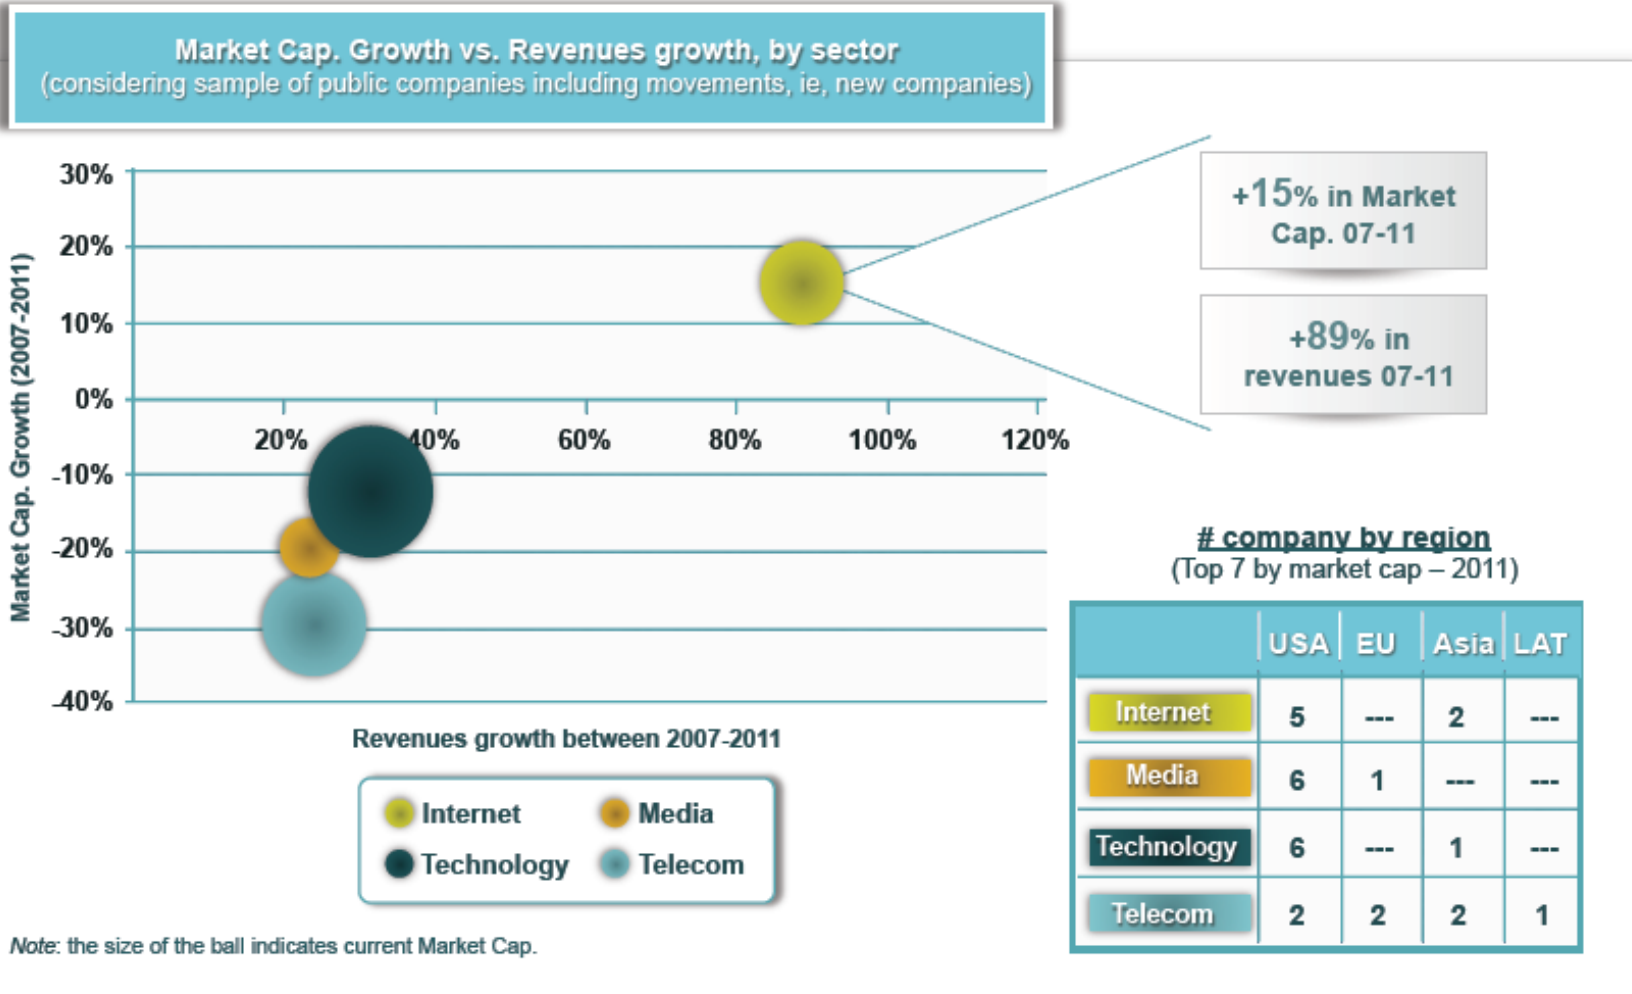 Market Cap. Growth vs. Revenues growth, by sector
(considering sample of public companies including movements, ie, new companies)
Market Cap. Growth (2007-2011)
30%
20%
10%
0%
-10%
-20%
-30%
-40%
20%
40%
60%
80%
100%
120%
Revenues growth between 2007-2011
Internet
Media
Technology
Telecom
Note: the size of the ball indicates current Market Cap.
+15% in Market
Cap. 07-11
+89% in
revenues 07-11
# company by region
(Top 7 by market cap – 2011)
USA EU Asia LAT
Internet 5 --- 2 ---
Media 6 1 --- ---
Technology 6 --- 1 ---
Telecom 2 2 2 1